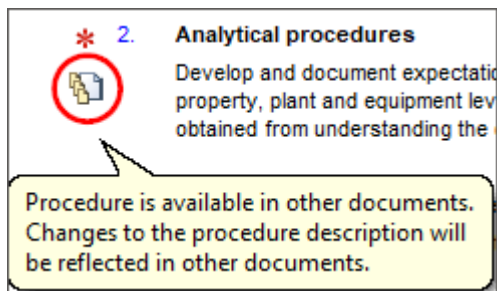 * 2. Analytical procedures
Develop and document expectatio
property, plant and equipment lev
obtained from understanding the
Procedure is available in other documents.
Changes to the procedure description will
be reflected in other documents.